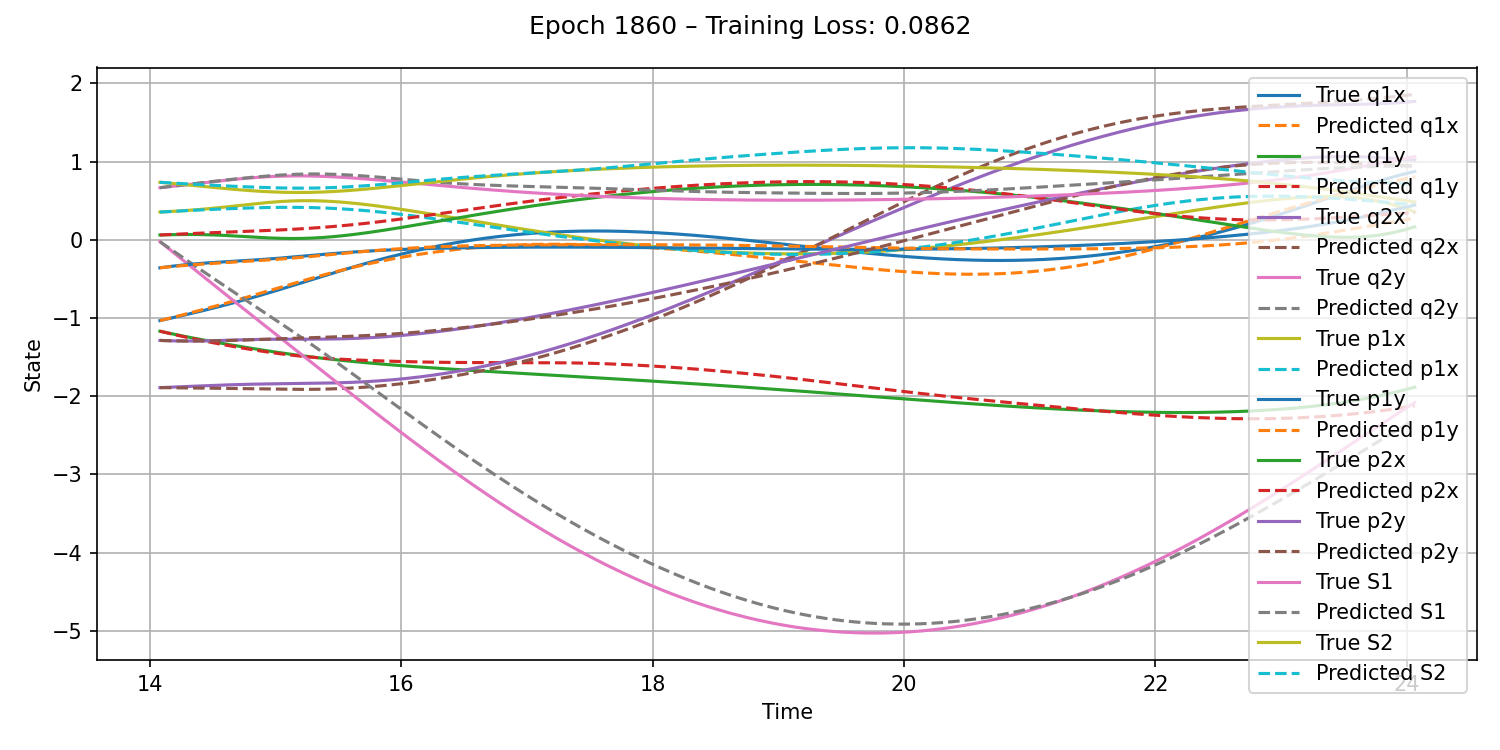 Epoch 1860 – Training Loss: 0.0862
State
2
1
0
−1
−2
−3
−4
−5
14
16
18
20
22
24
Time
True q1x
Predicted q1x
True q1y
Predicted q1y
True q2x
Predicted q2x
True q2y
Predicted q2y
True p1x
Predicted p1x
True p1y
Predicted p1y
True p2x
Predicted p2x
True p2y
Predicted p2y
True S1
Predicted S1
True S2
Predicted S2